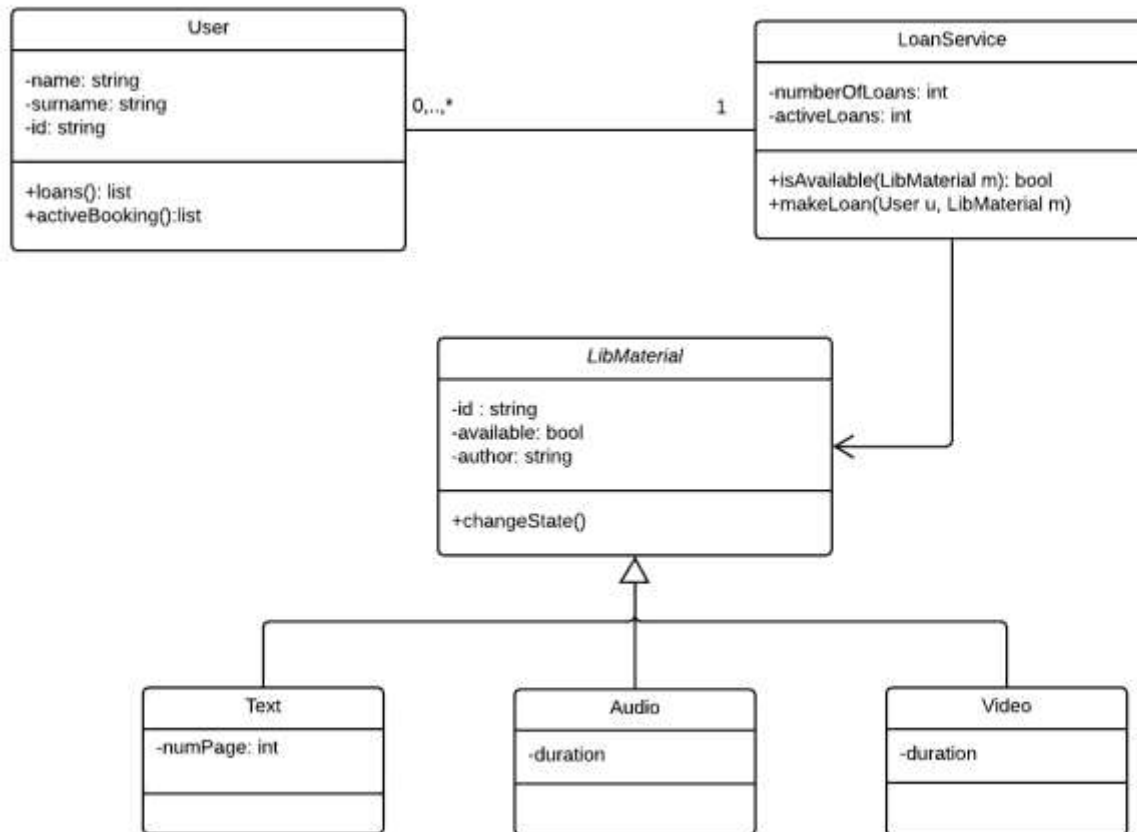 User
-name: string
-surname: string
-id: string
+loans(): list
+activeBooking():list
0,..,*
1
LoanService
-numberOfLoans: int
-activeLoans: int
+isAvailable(LibMaterial m): bool
+makeLoan(User u, LibMaterial m)
LibMaterial
-id : string
-available: bool
-author: string
+changeState()
Text
-numPage: int
Audio
-duration
Video
-duration